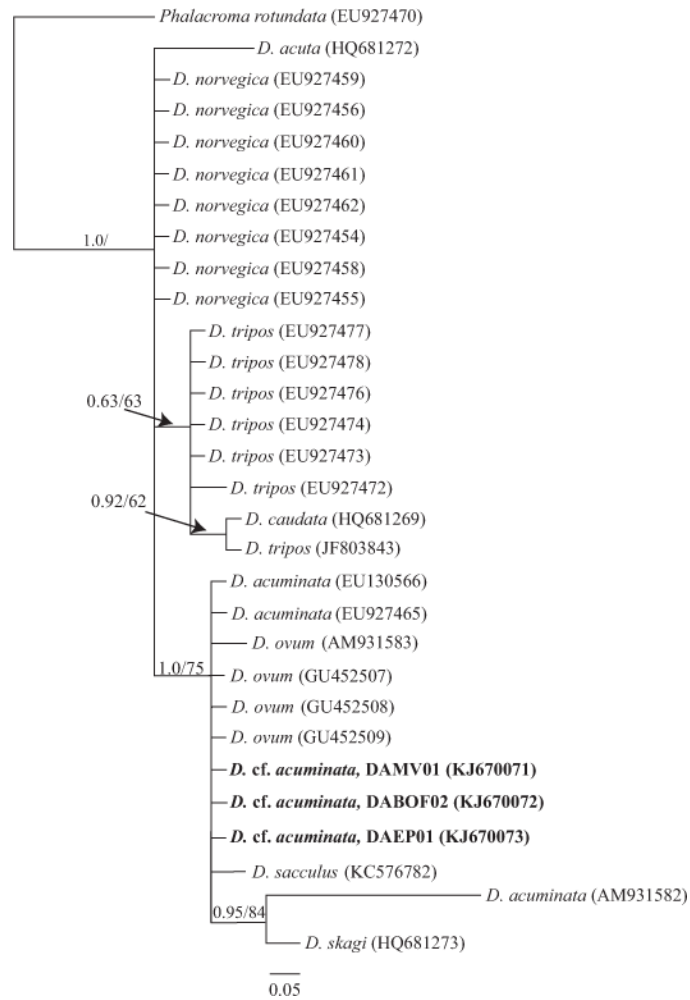 Phalacroma rotundata (EU927470)
D. acuta (HQ681272)
D. norvegica (EU927459)
D. norvegica (EU927456)
D. norvegica (EU927460)
D. norvegica (EU927461)
D. norvegica (EU927462)
D. norvegica (EU927454)
1.0/
D. norvegica (EU927458)
D. norvegica (EU927455)
D. tripos (EU927477)
D. tripos (EU927478)
D. tripos (EU927476)
0.63/63
D. tripos (EU927474)
D. tripos (EU927473)
D. tripos (EU927472)
0.92/62
D. caudata (HQ681269)
D. tripos (JF803843)
D. acuminata (EU130566)
D. acuminata (EU927465)
D. ovum (AM931583)
1.0/75
D. ovum (GU452507)
D. ovum (GU452508)
D. ovum (GU452509)
D. cf. acuminata, DAMV01 (KJ670071)
D. cf. acuminata, DABOF02 (KJ670072)
D. cf. acuminata, DAEP01 (KJ670073)
D. sacculus (KC576782)
D. acuminata (AM931582)
0.95/84
D. skagi (HQ681273)
0.05